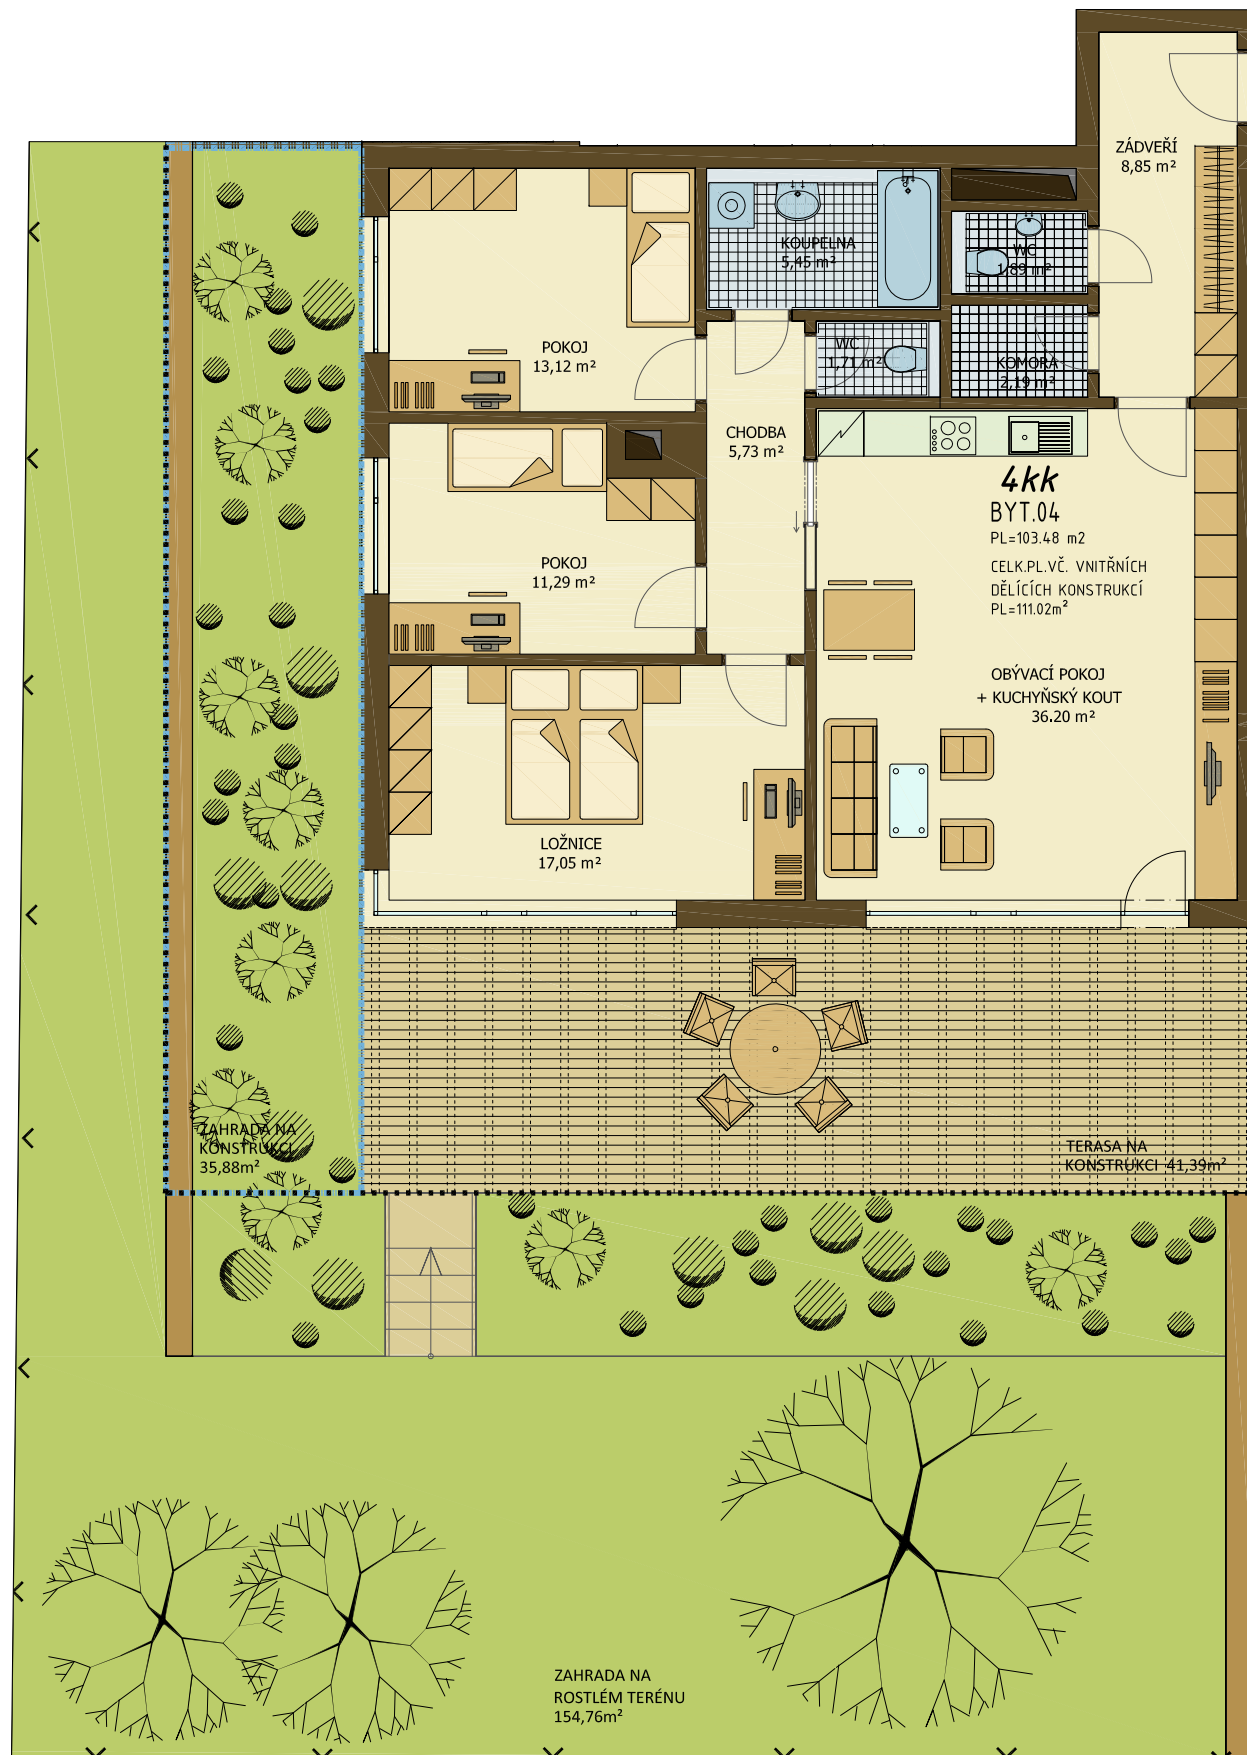 ZÁDVEŘÍ
8,85 m²
KOUPELNA
5,45 m²
WC
1,89 m²
POKOJ
13,12 m²
WC
1,71 m²
KOMORA
2,19 m²
CHODBA
5,73 m²
4kk
BYT.04
PL=103.48 m2
CELK.PL.VČ. VNITŘNÍCH
DĚLÍCÍCH KONSTRUKCÍ
PL=111.02m²
POKOJ
11,29 m²
OBÝVACÍ POKOJ
+ KUCHYŇSKÝ KOUT
36.20 m²
LOŽNICE
17,05 m²
ZAHRADA NA
KONSTRUKCI
35,88m²
TERASA NA
KONSTRUKCI 41,39m²
ZAHRADA NA
ROSTLÉM TERÉNU
154,76m²